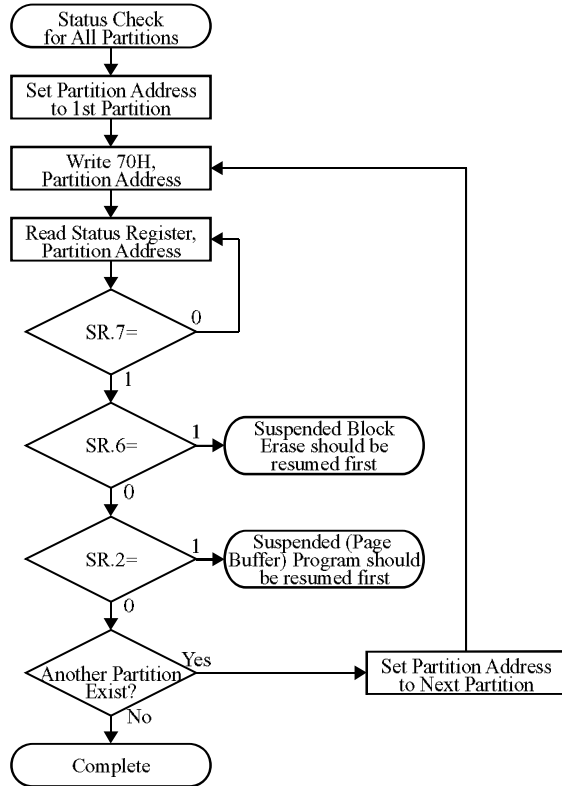 Status Check
for All Partitions
Set Partition Address
to 1st Partition
Write 70H,
Partition Address
Read Status Register,
Partition Address
SR.7=
0
1
SR.6=
1
Suspended Block
Erase should be
resumed first
0
SR.2=
1
Suspended (Page
Buffer) Program should
be resumed first
0
Another Partition
Exist?
Yes
Set Partition Address
to Next Partition
No
Complete